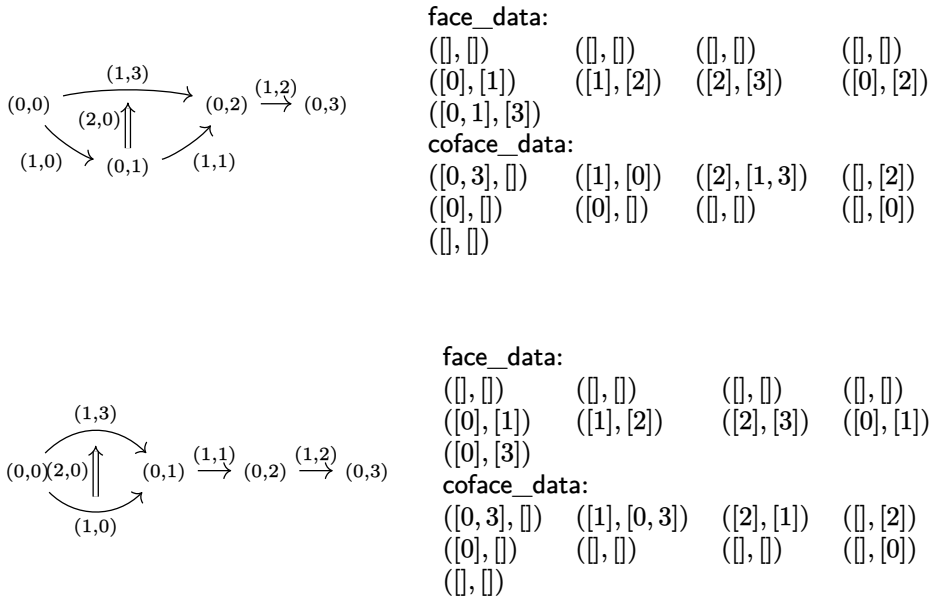 (1,3)
(0,0) (0,2) (1,2) (0,3)
(2,0)
(1,0) (0,1) (1,1)
face_data:
([], []) ([], []) ([], []) ([], [])
([0], [1]) ([1], [2]) ([2], [3]) ([0], [2])
([0, 1], [3])
coface_data:
([0, 3], []) ([1], [0]) ([2], [1, 3]) ([], [2])
([0], []) ([0], []) ([], []) ([], [0])
([], [])
(1,3)
(0,0) (2,0) (0,1) (1,1) (0,2) (1,2) (0,3)
(1,0)
face_data:
([], []) ([], []) ([], []) ([], [])
([0], [1]) ([1], [2]) ([2], [3]) ([0], [1])
([0], [3])
coface_data:
([0, 3], []) ([1], [0, 3]) ([2], [1]) ([], [2])
([0], []) ([], []) ([], []) ([], [0])
([], [])